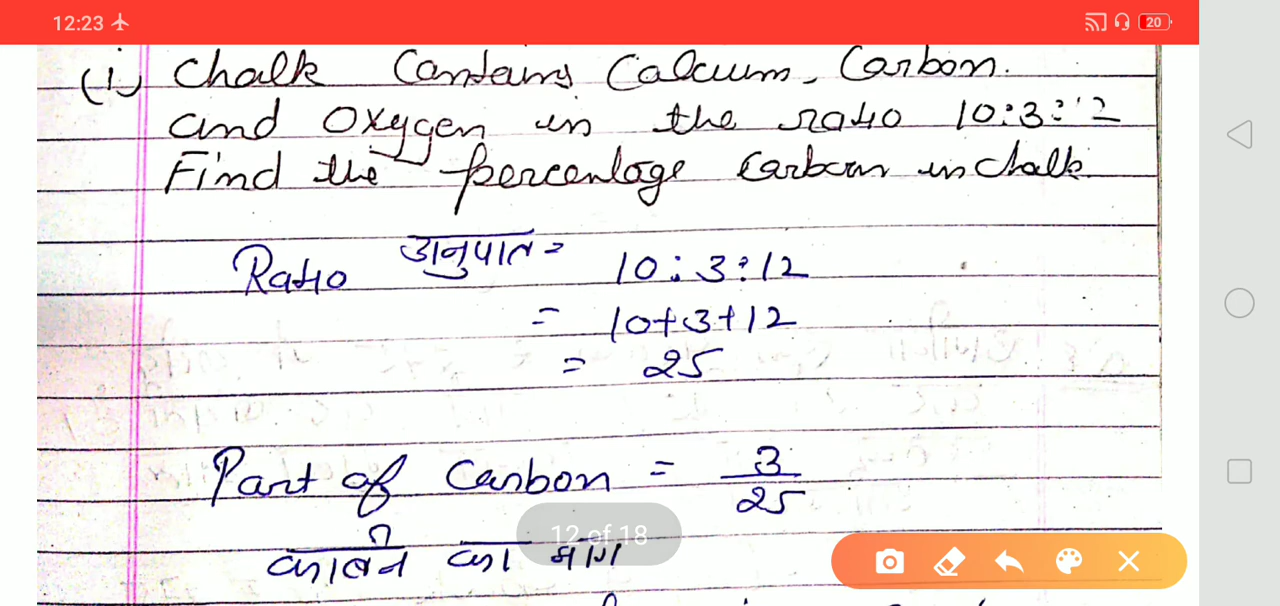 12:23
20
(i) Chalk Contains Calcium, Carbon.
and Oxygen in the ratio 10:3:12
Find the percentage Carbon in Chalk
Ratio अनुपात = 10:3:12
= 10+3+12
= 25
Part of Carbon = 3/25
12 of 18
कार्बन का भाग